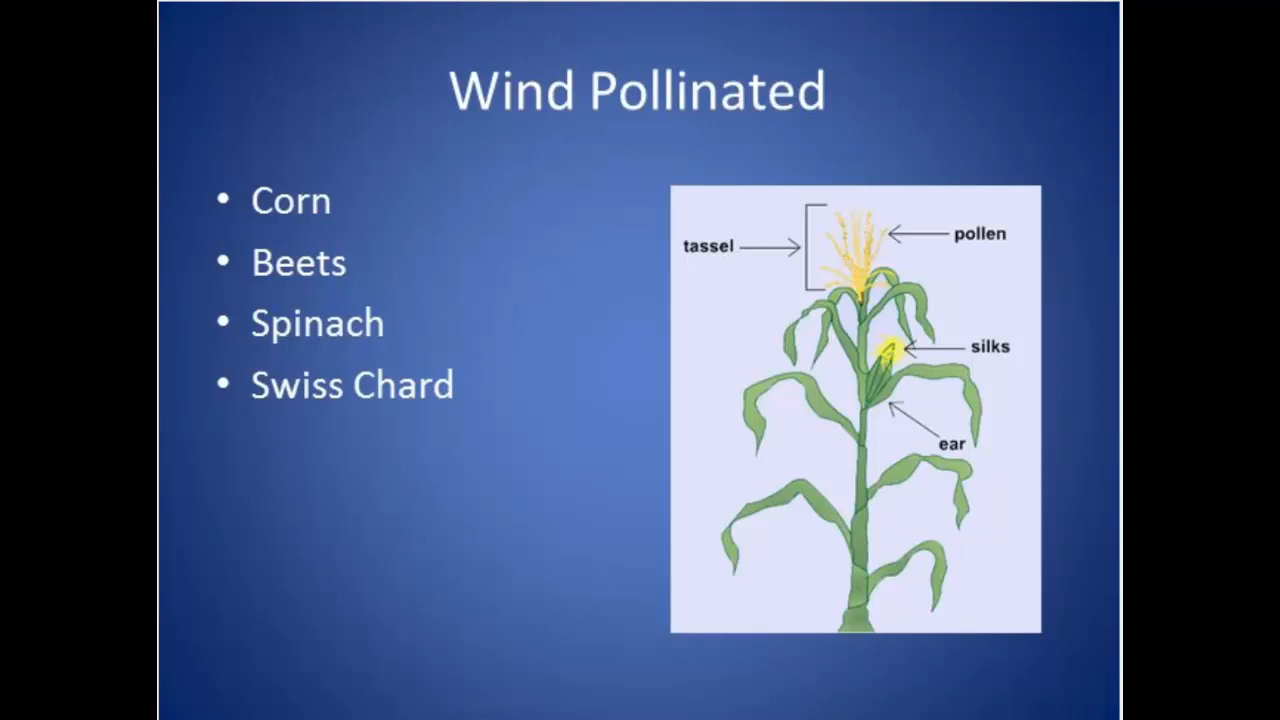 Wind Pollinated
• Corn
• Beets
• Spinach
• Swiss Chard
tassel
pollen
silks
ear